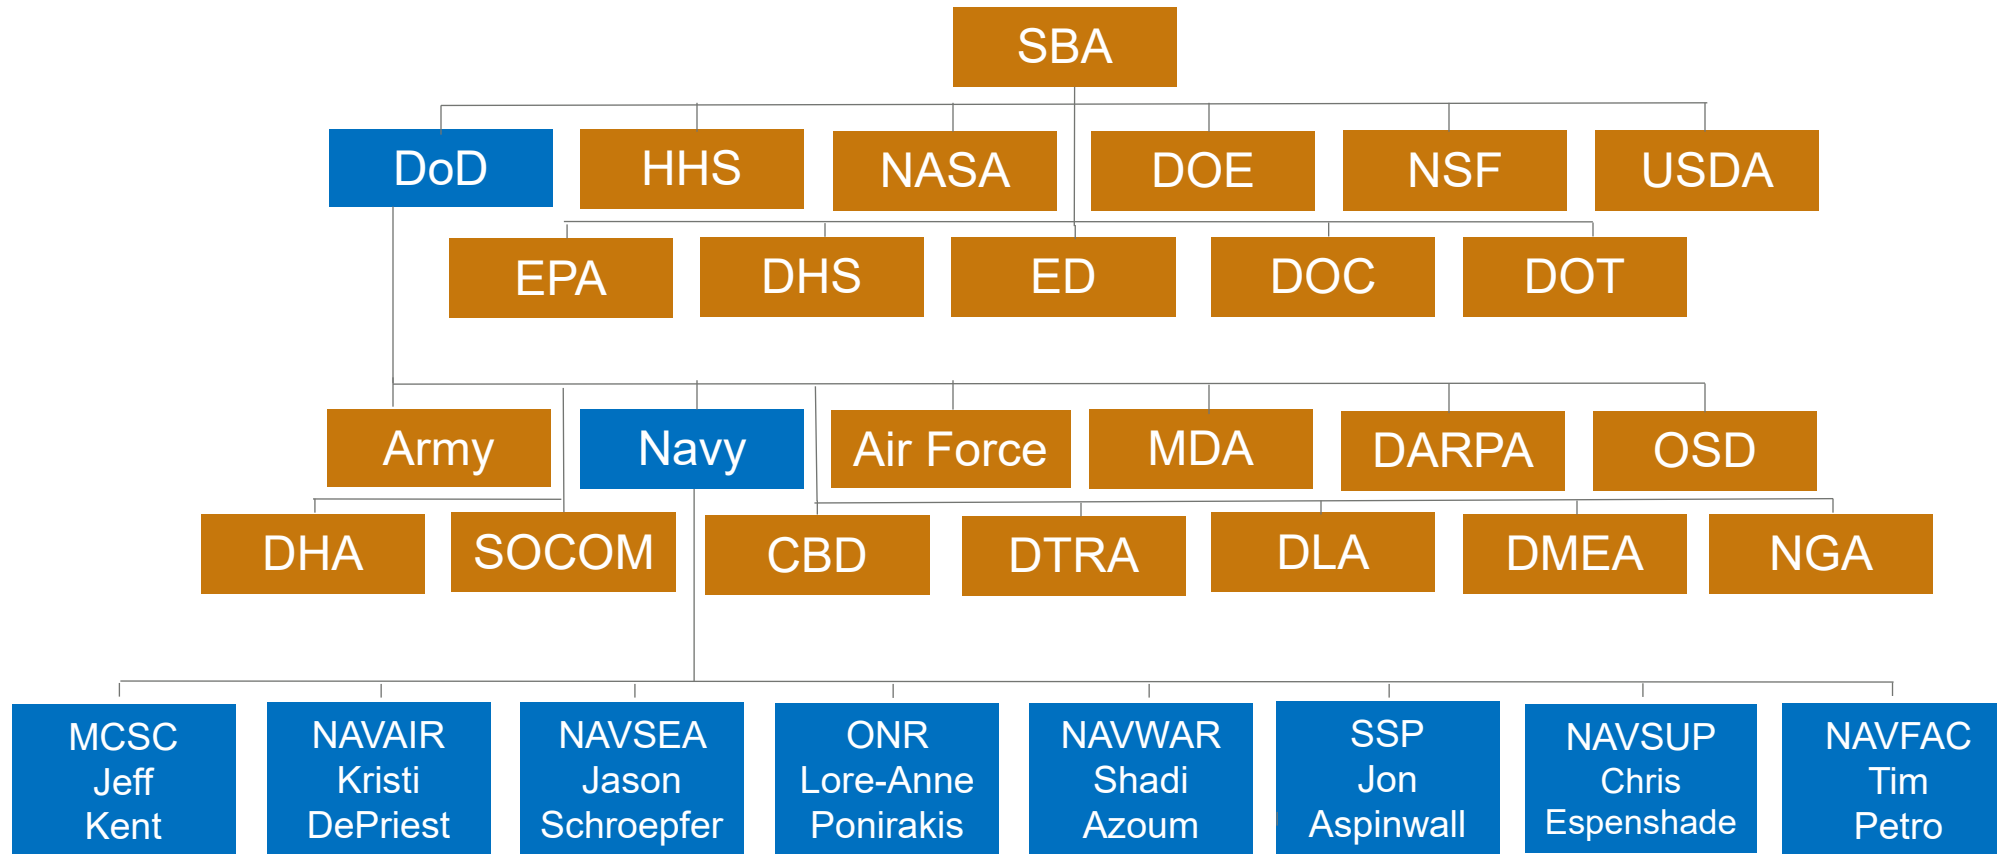 SBA
DoD
HHS
NASA
DOE
NSF
USDA
EPA
DHS
ED
DOC
DOT
Army
Navy
Air Force
MDA
DARPA
OSD
DHA
SOCOM
CBD
DTRA
DLA
DMEA
NGA
MCSC
Jeff
Kent
NAVAIR
Kristi
DePriest
NAVSEA
Jason
Schroepfer
ONR
Lore-Anne
Ponirakis
NAVWAR
Shadi
Azoum
SSP
Jon
Aspinwall
NAVSUP
Chris
Espenshade
NAVFAC
Tim
Petro